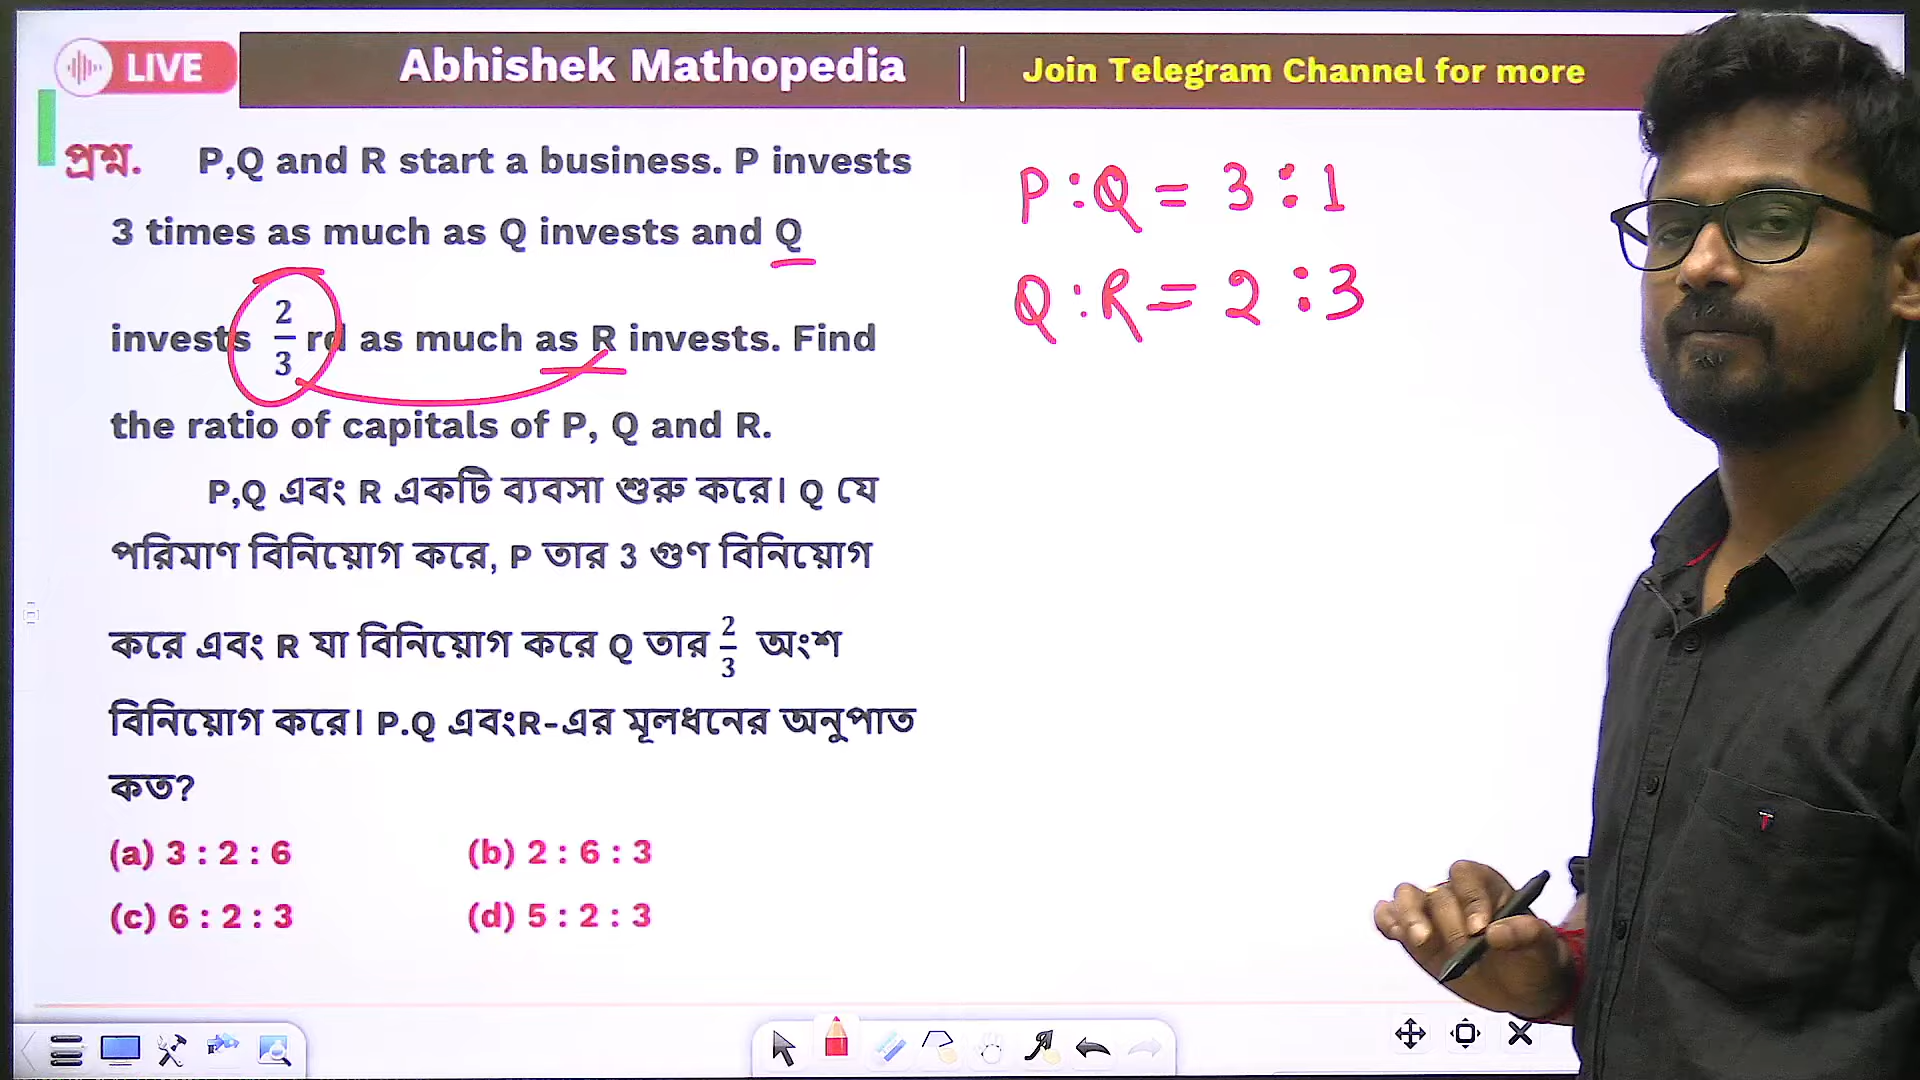 LIVE
Abhishek Mathopedia
Join Telegram Channel for more
প্রশ্ন. P,Q and R start a business. P invests
3 times as much as Q invests and Q
invests 2/3 rd as much as R invests. Find
the ratio of capitals of P, Q and R.
P,Q এবং R একটি ব্যবসা শুরু করে। Q যে
পরিমাণ বিনিয়োগ করে, P তার 3 গুণ বিনিয়োগ
করে এবং R যা বিনিয়োগ করে Q তার 2/3 অংশ
বিনিয়োগ করে। P.Q এবংR-এর মূলধনের অনুপাত
কত?
(a) 3 : 2 : 6
(b) 2 : 6 : 3
(c) 6 : 2 : 3
(d) 5 : 2 : 3
P : Q = 3 : 1
Q : R = 2 : 3